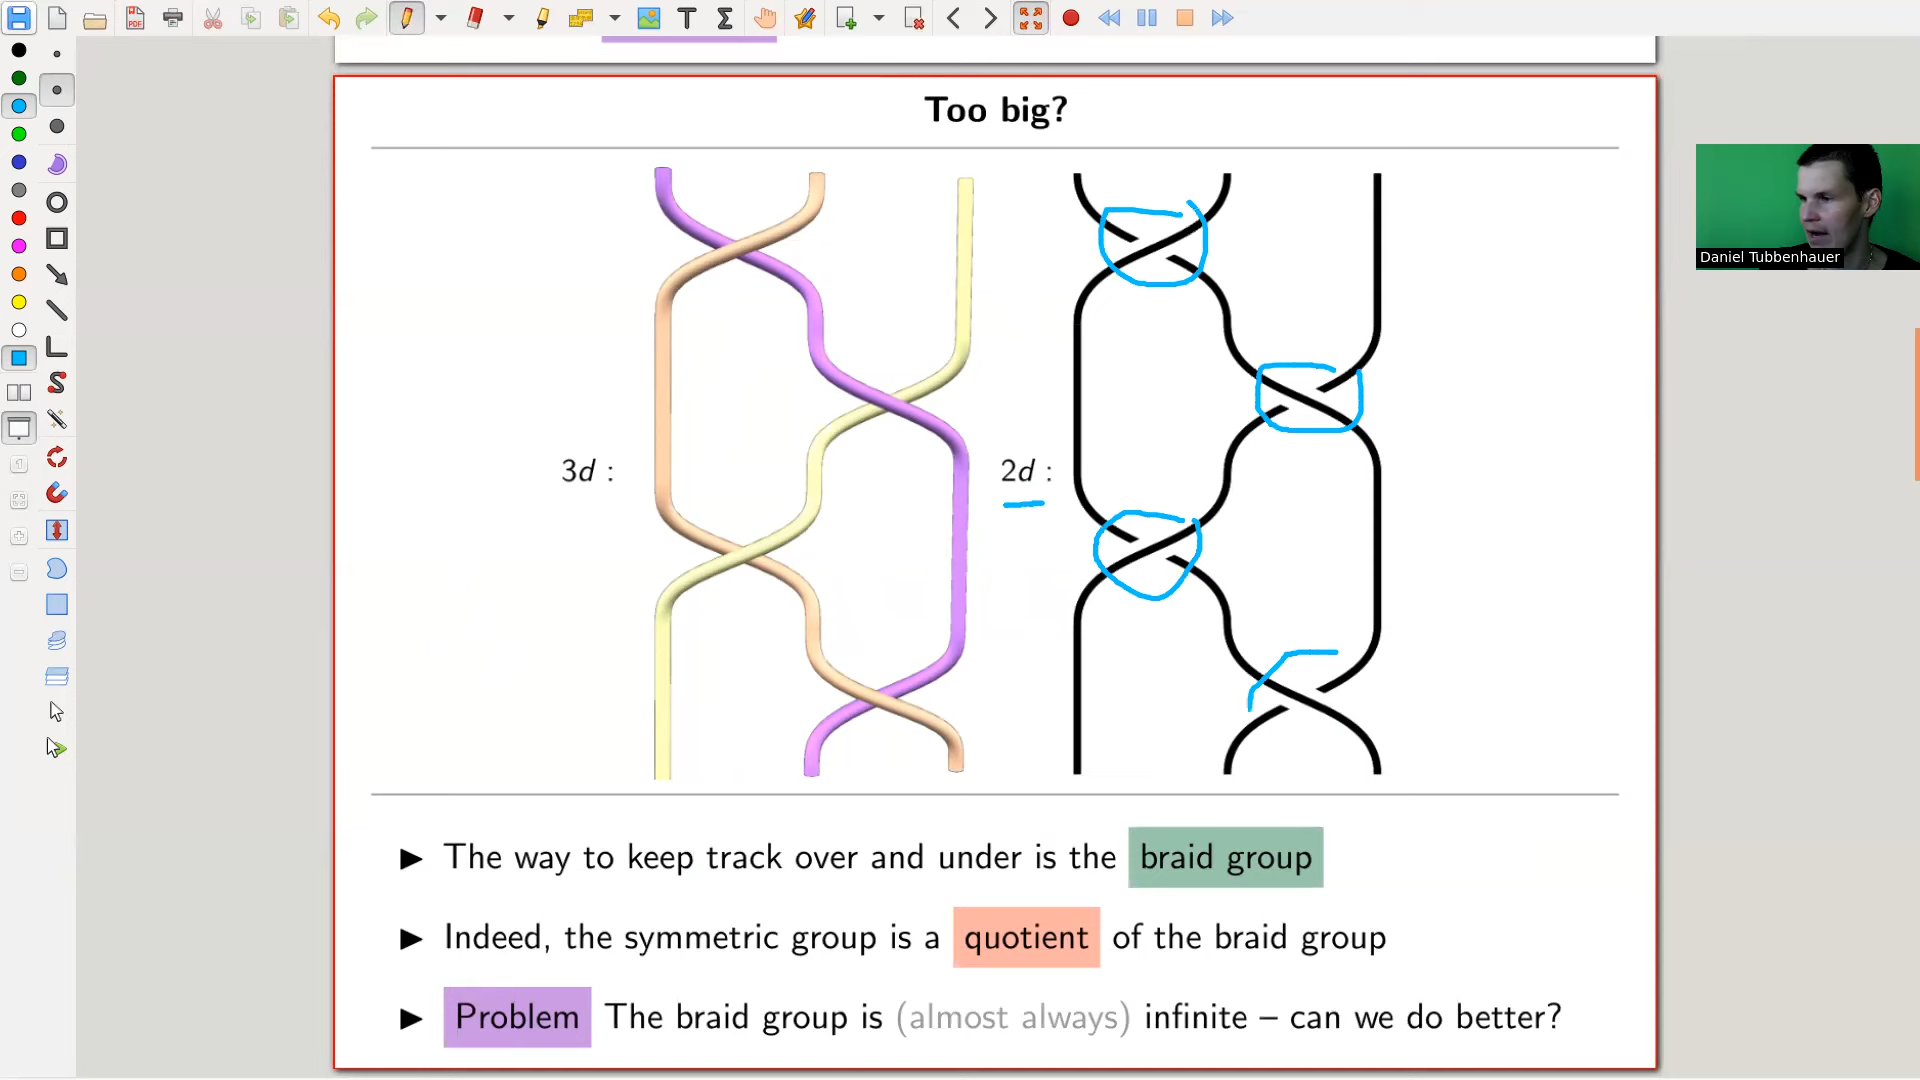 Too big?
3d :
2d :
Daniel Tubbenhauer
▶ The way to keep track over and under is the braid group
▶ Indeed, the symmetric group is a quotient of the braid group
▶ Problem The braid group is (almost always) infinite – can we do better?